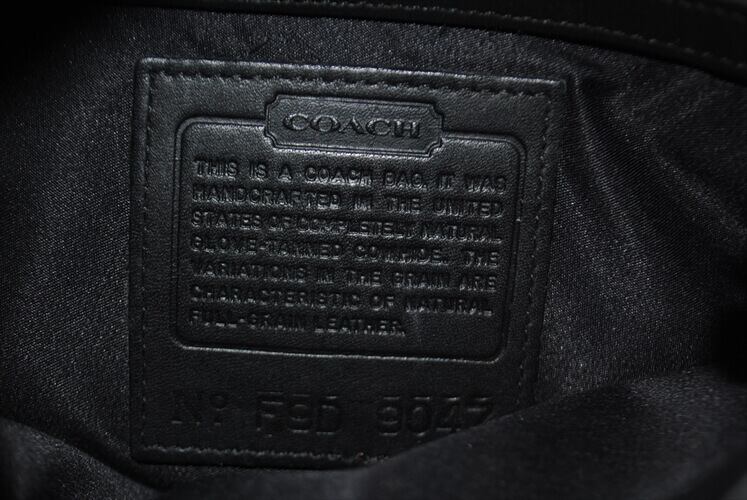 COACH
THIS IS A COACH BAG. IT WAS
HANDCRAFTED IN THE UNITED
STATES OF COMPLETELY NATURAL
GLOVE-TANNED COWHIDE. THE
VARIATIONS IN THE GRAIN ARE
CHARACTERISTIC OF NATURAL
FULL-GRAIN LEATHER.
No F9D 9047